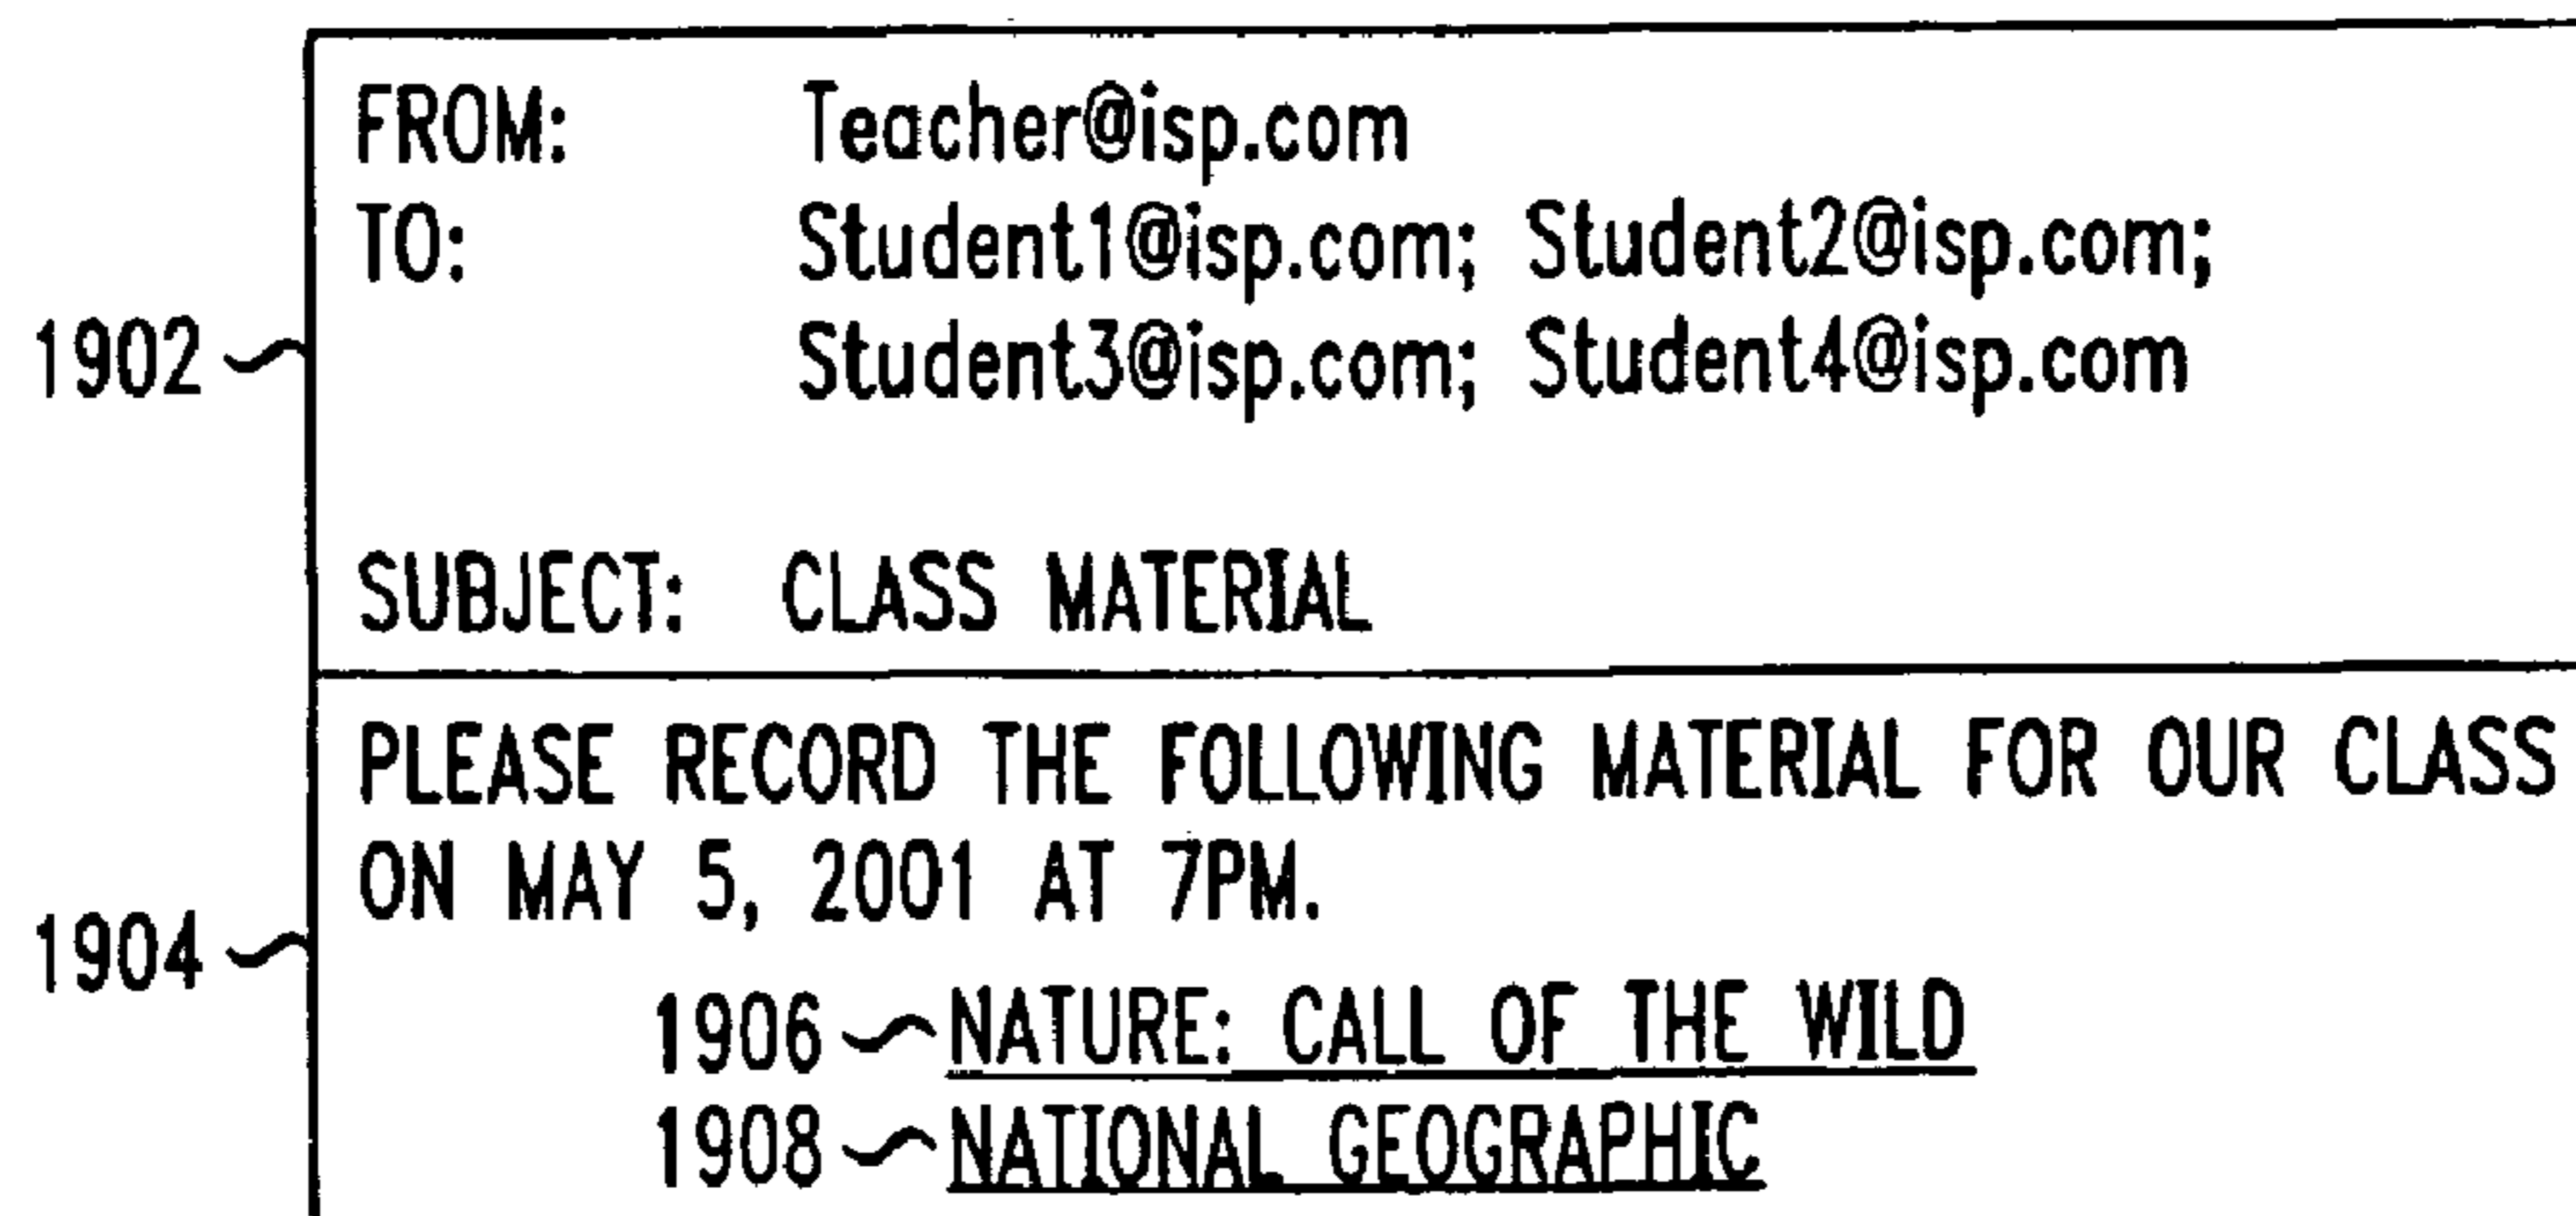 FROM: Teacher@isp.com
TO: Student1@isp.com; Student2@isp.com;
1902 Student3@isp.com; Student4@isp.com
SUBJECT: CLASS MATERIAL
PLEASE RECORD THE FOLLOWING MATERIAL FOR OUR CLASS
ON MAY 5, 2001 AT 7PM.
1904
1906 NATURE: CALL OF THE WILD
1908 NATIONAL GEOGRAPHIC